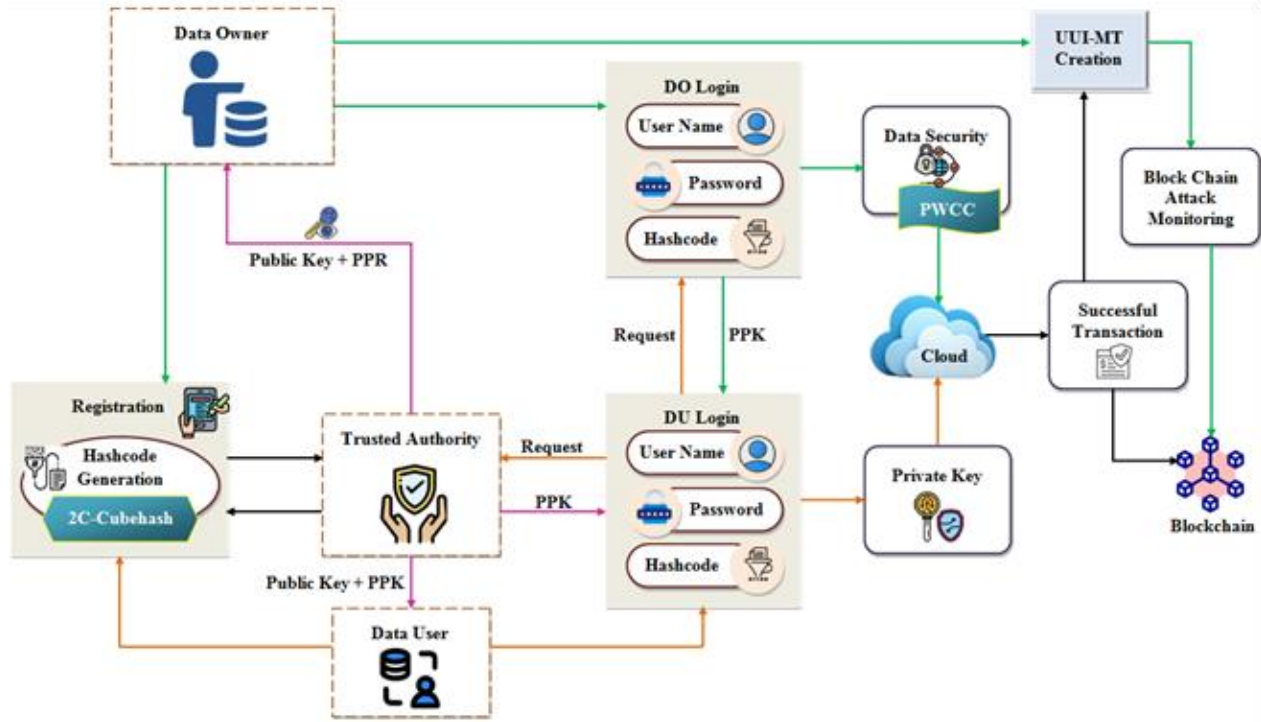 Data Owner
UUI-MT
Creation
DO Login
User Name
Password
Hashcode
Data Security
PWCC
Block Chain
Attack
Monitoring
Public Key + PPR
Request
PPK
Cloud
Successful
Transaction
Registration
Hashcode
Generation
2C-Cubehash
Trusted Authority
Request
PPK
DU Login
User Name
Password
Hashcode
Private Key
Blockchain
Public Key + PPK
Data User